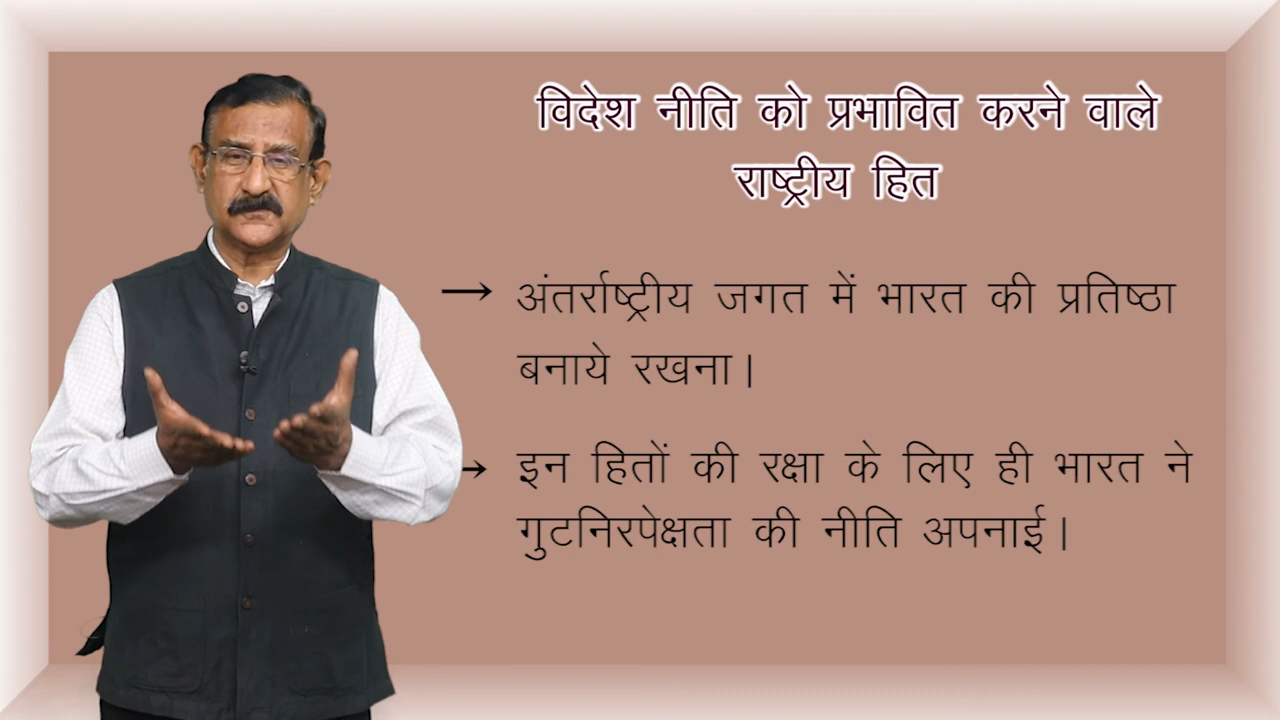 विदेश नीति को प्रभावित करने वाले
राष्ट्रीय हित
→ अंतर्राष्ट्रीय जगत में भारत की प्रतिष्ठा
बनाये रखना।
→ इन हितों की रक्षा के लिए ही भारत ने
गुटनिरपेक्षता की नीति अपनाई।